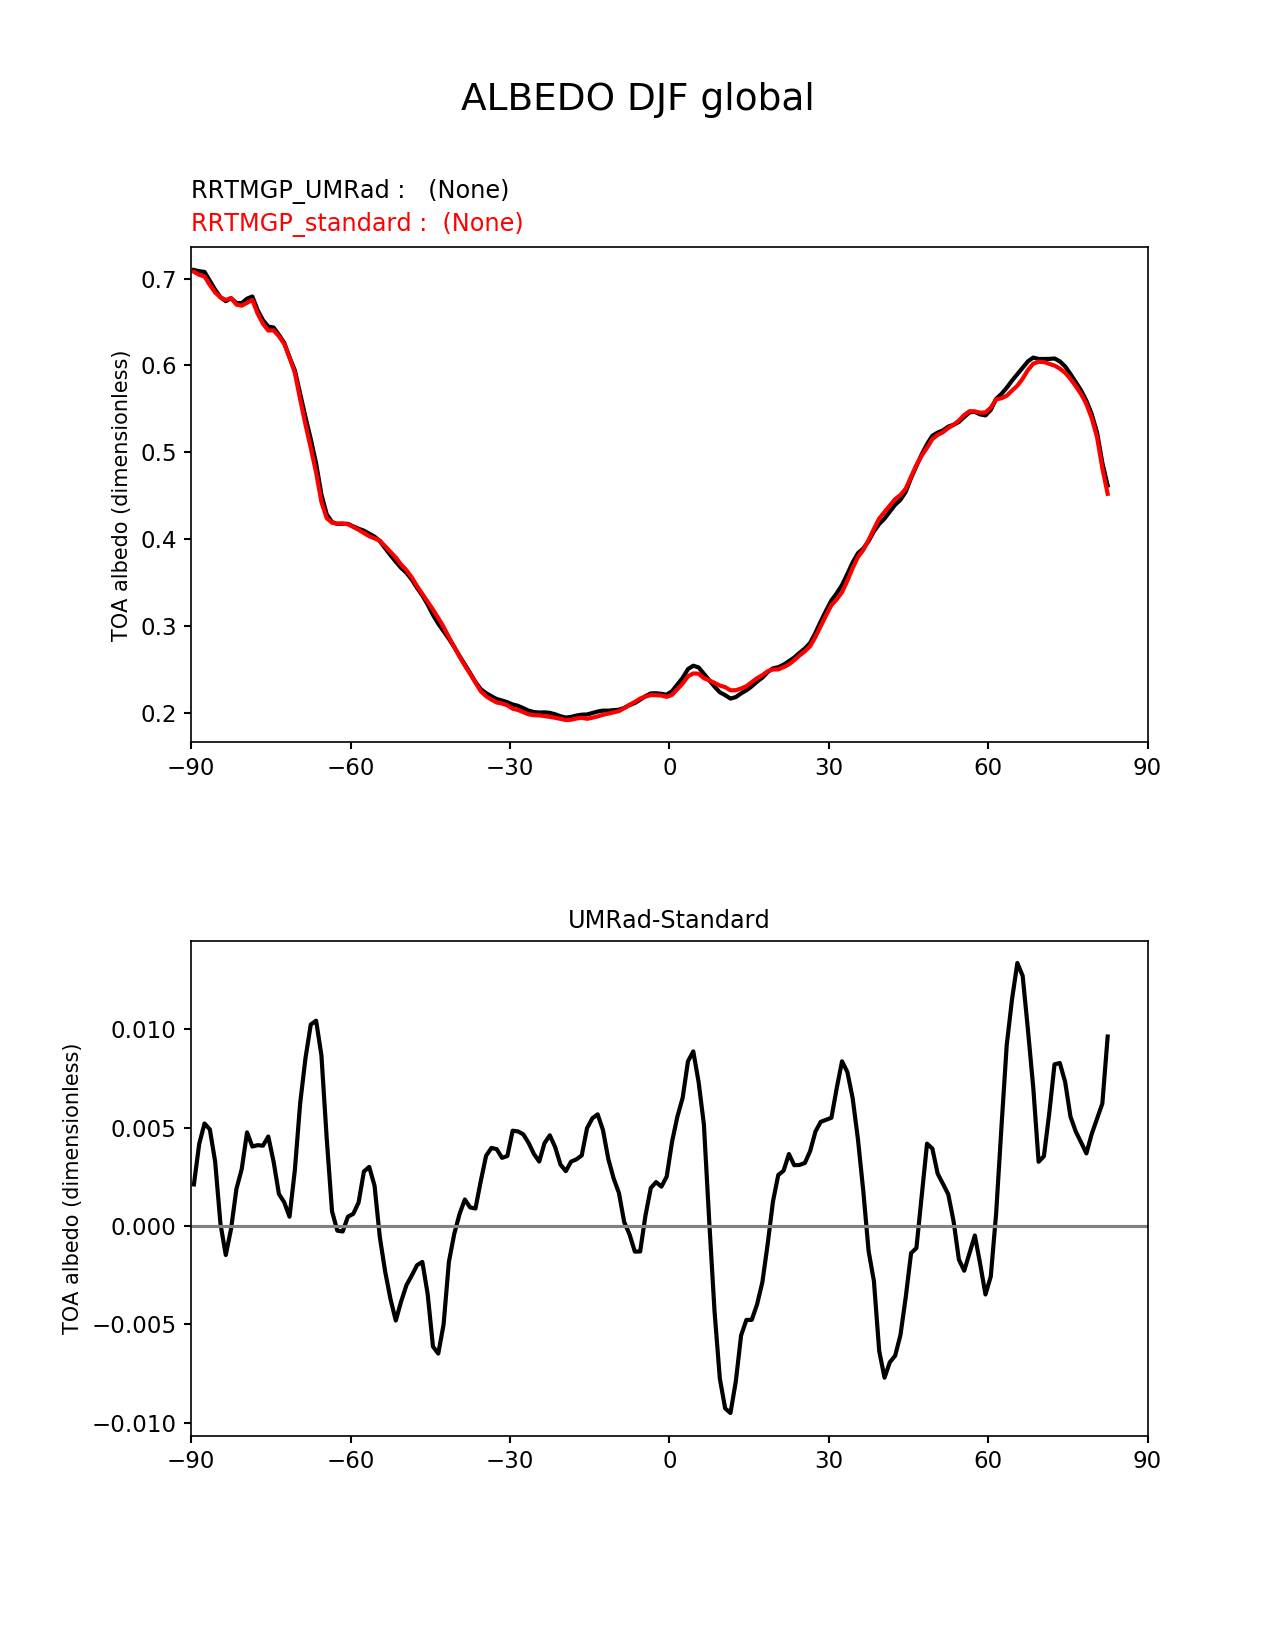 ALBEDO DJF global
RRTMGP_UMRad :   (None)
RRTMGP_standard :  (None)
TOA albedo (dimensionless)
0.7
0.6
0.5
0.4
0.3
0.2
−90 −60 −30 0 30 60 90
UMRad-Standard
TOA albedo (dimensionless)
0.010
0.005
0.000
−0.005
−0.010
−90 −60 −30 0 30 60 90